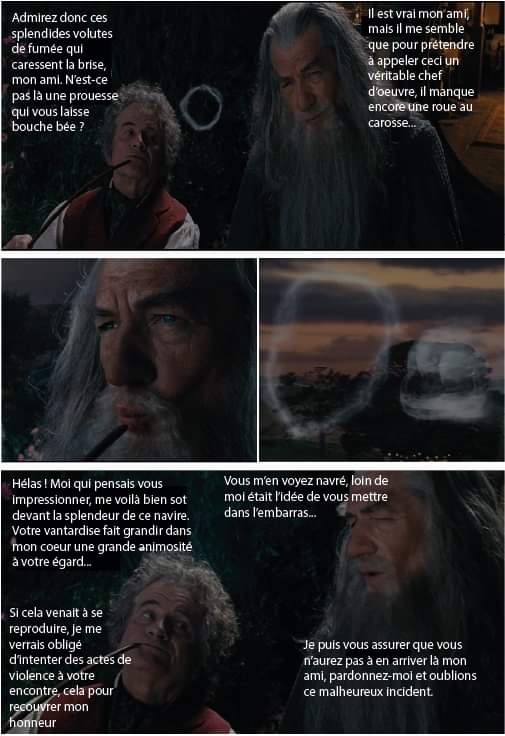 Admirez donc ces
splendides volutes
de fumée qui
caressent la brise,
mon ami. N'est-ce
pas là une prouesse
qui vous laisse
bouche bée ?
Il est vrai mon ami,
mais il me semble
que pour prétendre
à appeler ceci un
véritable chef
d'oeuvre, il manque
encore une roue au
carosse...
Hélas ! Moi qui pensais vous
impressionner, me voilà bien sot
devant la splendeur de ce navire.
Votre vantardise fait grandir dans
mon coeur une grande animosité
à votre égard...
Vous m'en voyez navré, loin de
moi était l'idée de vous mettre
dans l'embarras...
Si cela venait à se
reproduire, je me
verrais obligé
d'intenter des actes de
violence à votre
encontre, cela pour
recouvrer mon
honneur
Je puis vous assurer que vous
n'aurez pas à en arriver là mon
ami, pardonnez-moi et oublions
ce malheureux incident.